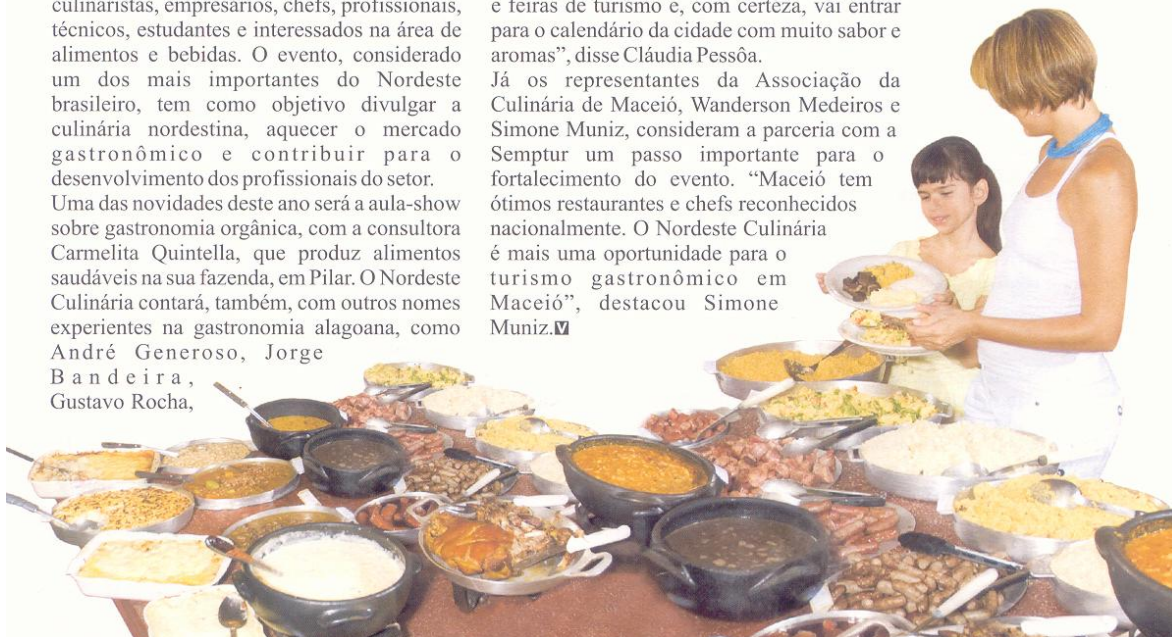 culinaristas, empresários, chefs, profissionais,
técnicos, estudantes e interessados na área de
alimentos e bebidas. O evento, considerado
um dos mais importantes do Nordeste
brasileiro, tem como objetivo divulgar a
culinária nordestina, aquecer o mercado
gastronômico e contribuir para o
desenvolvimento dos profissionais do setor.
Uma das novidades deste ano será a aula-show
sobre gastronomia orgânica, com a consultora
Carmelita Quintella, que produz alimentos
saudáveis na sua fazenda, em Pilar. O Nordeste
Culinária contará, também, com outros nomes
experientes na gastronomia alagoana, como
André Generoso, Jorge
Bandeira,
Gustavo Rocha,
e feiras de turismo e, com certeza, vai entrar
para o calendário da cidade com muito sabor e
aromas”, disse Cláudia Pessôa.
Já os representantes da Associação da
Culinária de Maceió, Wanderson Medeiros e
Simone Muniz, consideram a parceria com a
Semptur um passo importante para o
fortalecimento do evento. “Maceió tem
ótimos restaurantes e chefs reconhecidos
nacionalmente. O Nordeste Culinária
é mais uma oportunidade para o
turismo gastronômico em
Maceió”, destacou Simone
Muniz.V